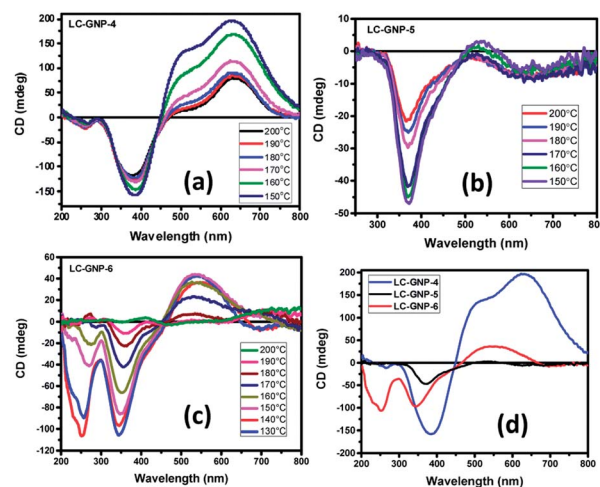 LC-GNP-4
CD (mdeg)
200
150
100
50
0
-50
-100
-150
200°C
190°C
180°C
170°C
160°C
150°C
(a)
200 300 400 500 600 700 800
Wavelength (nm)
LC-GNP-5
CD (mdeg)
10
0
-10
-20
-30
-40
-50
200°C
190°C
180°C
170°C
160°C
150°C
(b)
300 400 500 600 700 800
Wavelength (nm)
LC-GNP-6
CD (mdeg)
60
40
20
0
-20
-40
-60
-80
-100
-120
200°C
190°C
180°C
170°C
160°C
150°C
140°C
130°C
(c)
200 300 400 500 600 700 800
Wavelength (nm)
LC-GNP-4
LC-GNP-5
LC-GNP-6
CD (mdeg)
200
150
100
50
0
-50
-100
-150
-200
(d)
200 300 400 500 600 700 800
Wavelength (nm)